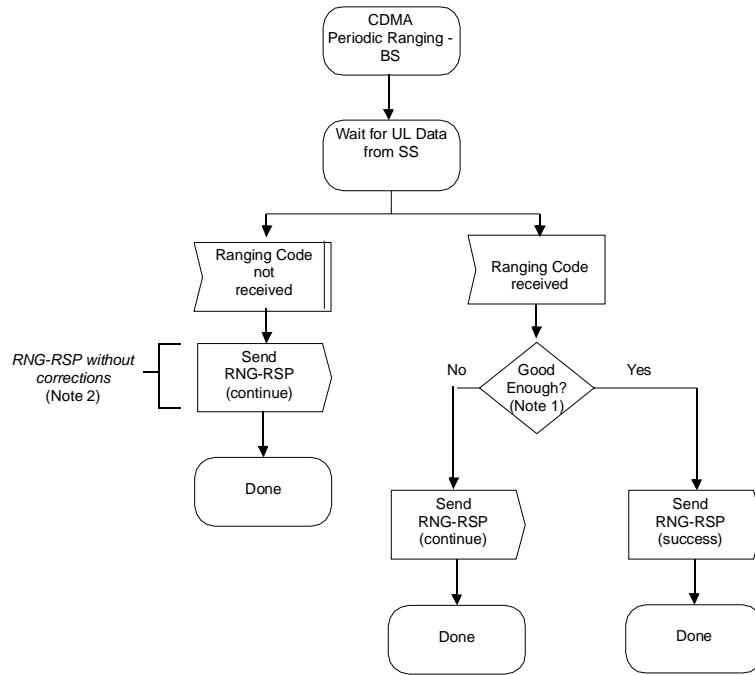 CDMA
Periodic Ranging -
BS
Wait for UL Data
from SS
Ranging Code
not
received
Ranging Code
received
RNG-RSP without
corrections
(Note 2)
Send
RNG-RSP
(continue)
No
Good
Enough?
(Note 1)
Yes
Done
Send
RNG-RSP
(continue)
Send
RNG-RSP
(success)
Done
Done